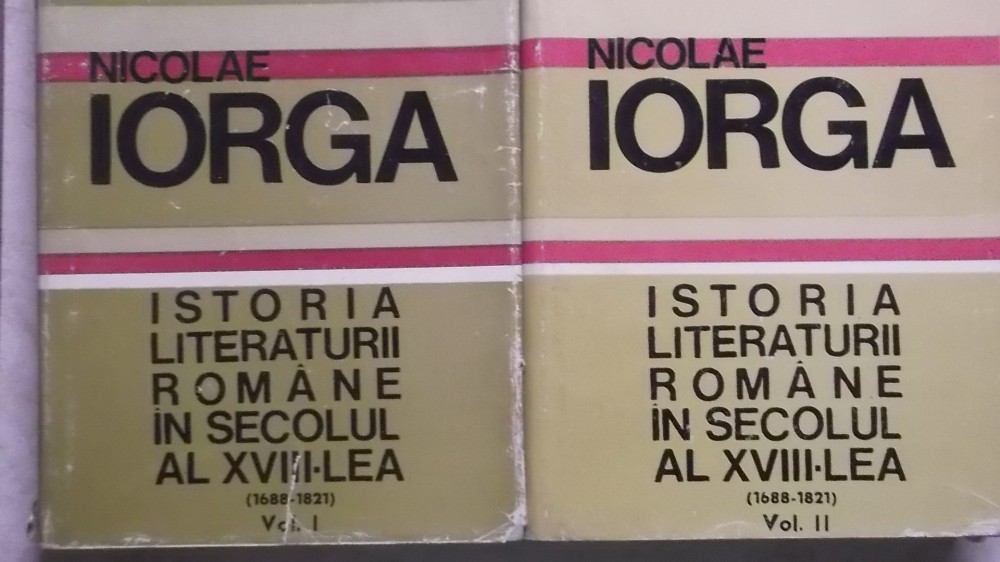 NICOLAE
IORGA
ISTORIA
LITERATURII
ROMÂNE
ÎN SECOLUL
AL XVIII-LEA
(1688-1821)
Vol. I
NICOLAE
IORGA
ISTORIA
LITERATURII
ROMÂNE
ÎN SECOLUL
AL XVIII-LEA
(1688-1821)
Vol. II